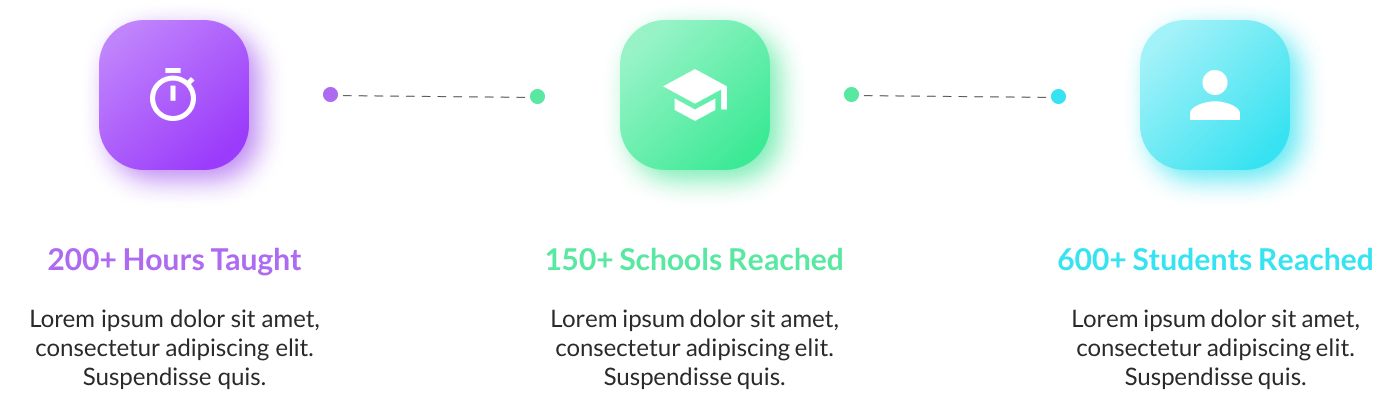 200+ Hours Taught
Lorem ipsum dolor sit amet,
consectetur adipiscing elit.
Suspendisse quis.
150+ Schools Reached
Lorem ipsum dolor sit amet,
consectetur adipiscing elit.
Suspendisse quis.
600+ Students Reached
Lorem ipsum dolor sit amet,
consectetur adipiscing elit.
Suspendisse quis.